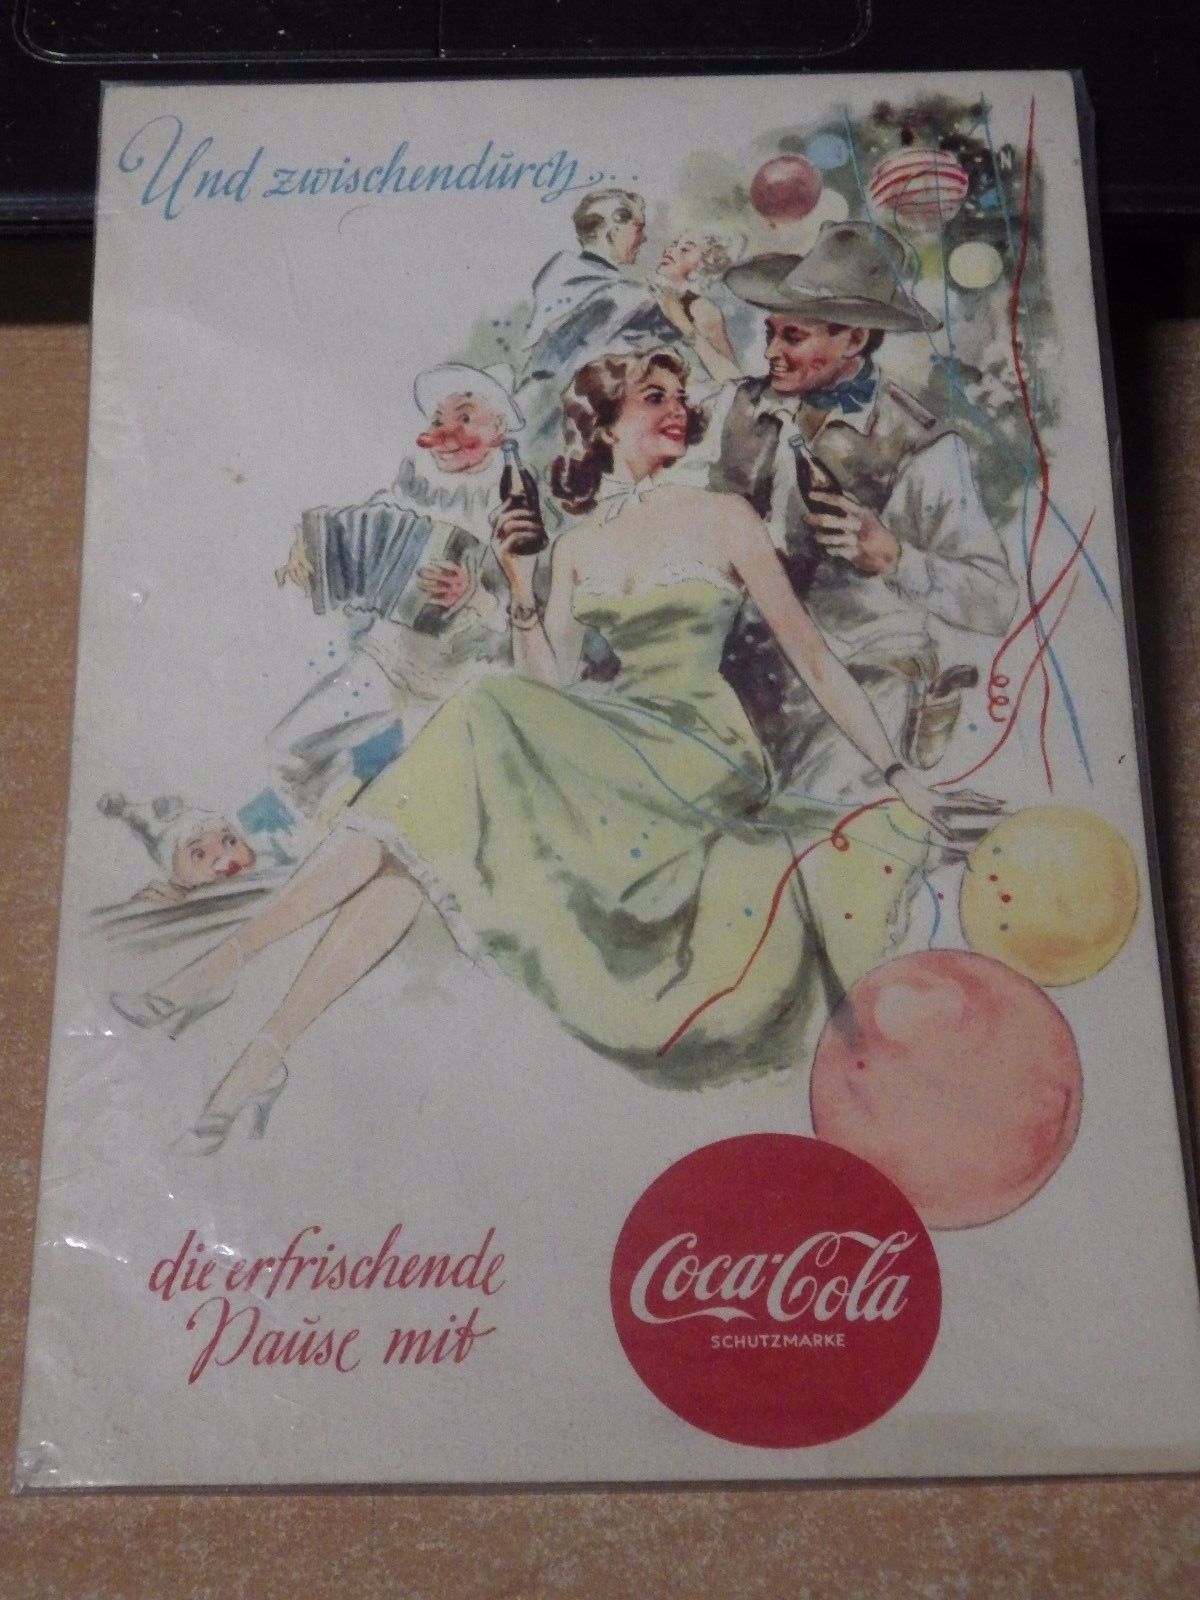 Und zwischendurch...
die erfrischende
Pause mit
Coca-Cola
SCHUTZMARKE